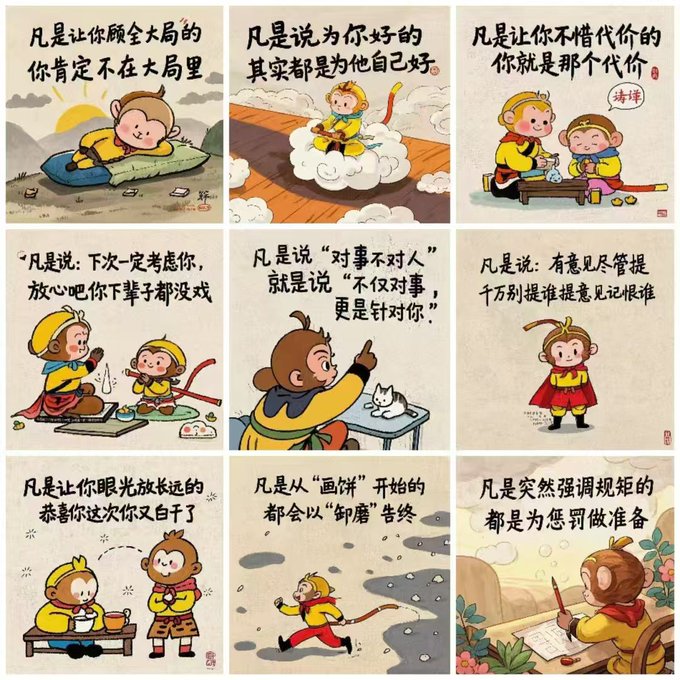 凡是让你顾全大局的
你肯定不在大局里
凡是说为你好的
其实都是为他自己好
凡是让你不惜代价的
你就是那个代价
凡是说：下次一定考虑你，
放心吧你下辈子都没戏
凡是说“对事不对人”
就是说“不仅对事，
更是针对你”
凡是说：有意见尽管提
千万别提谁提意见记恨谁
凡是让你眼光放长远的
恭喜你这次你又白干了
凡是从“画饼”开始的
都会以“卸磨”告终
凡是突然强调规矩的
都是为惩罚做准备